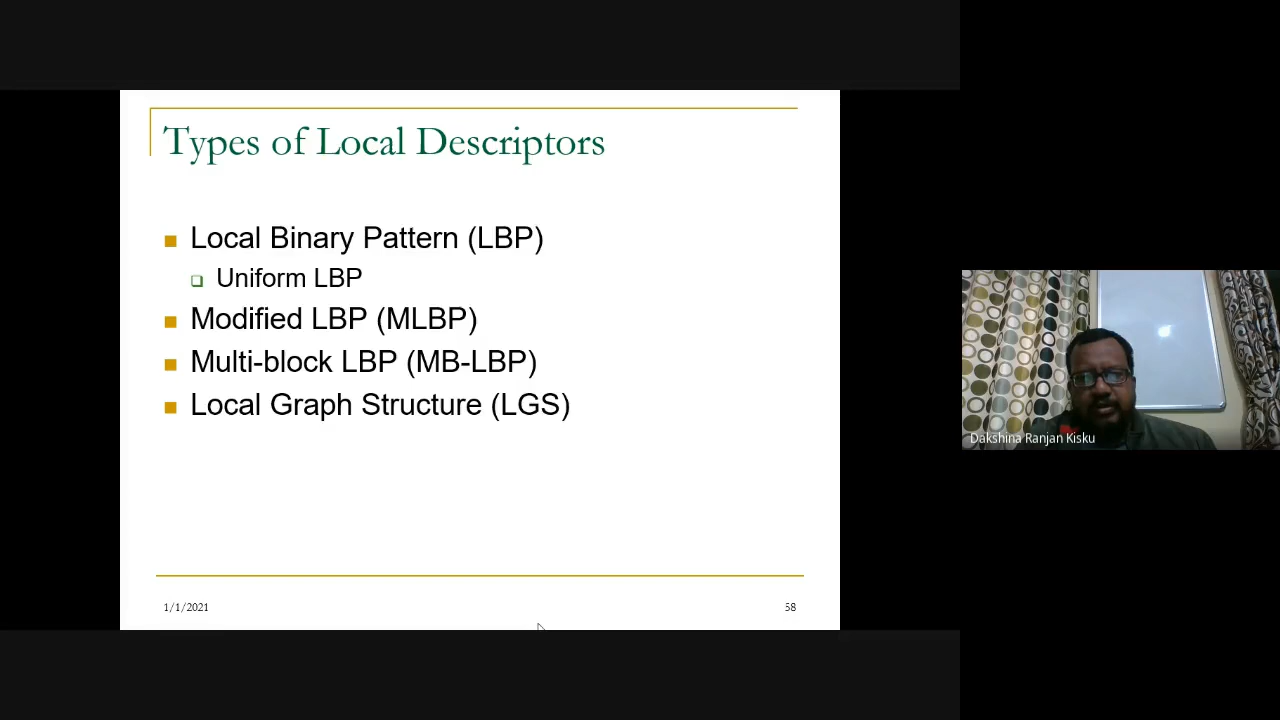 Types of Local Descriptors
Local Binary Pattern (LBP)
Uniform LBP
Modified LBP (MLBP)
Multi-block LBP (MB-LBP)
Local Graph Structure (LGS)
1/1/2021
58
Dakshina Ranjan Kisku